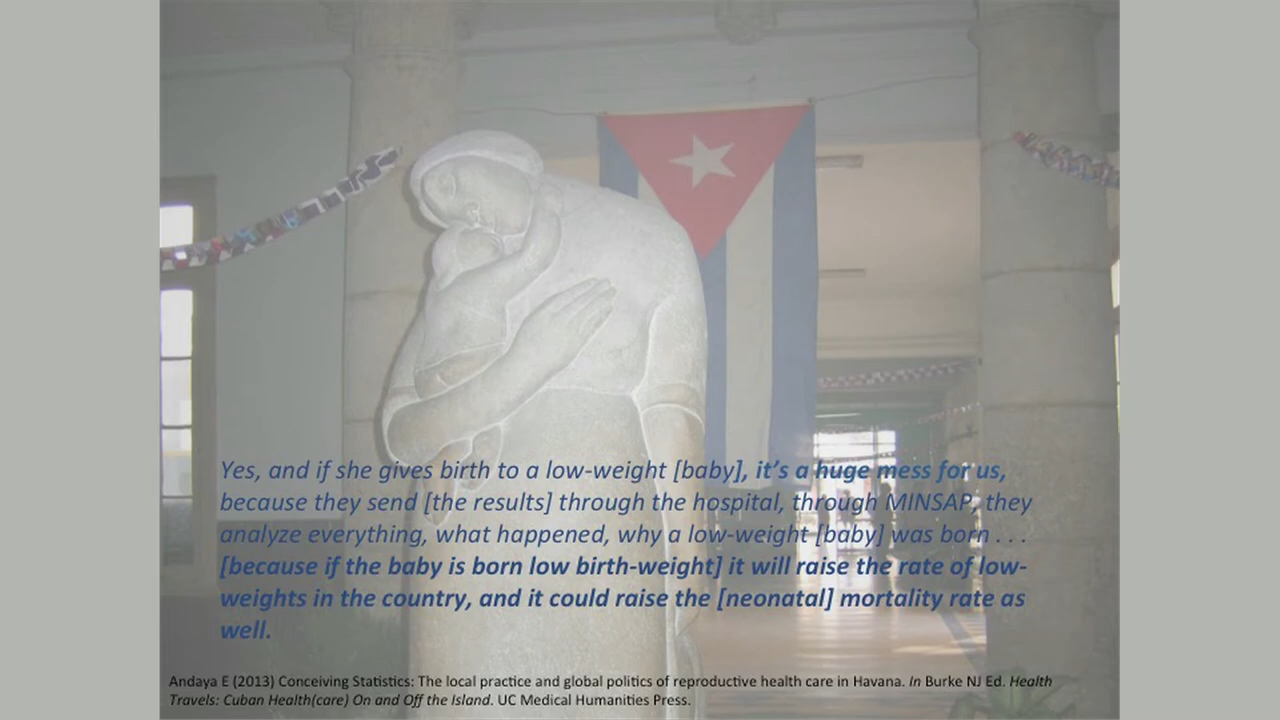 Yes, and if she gives birth to a low-weight [baby], it’s a huge mess for us,
because they send [the results] through the hospital, through MINSAP, they
analyze everything, what happened, why a low-weight [baby] was born . . .
[because if the baby is born low birth-weight] it will raise the rate of low-
weights in the country, and it could raise the [neonatal] mortality rate as
well.
Andaya E (2013) Conceiving Statistics: The local practice and global politics of reproductive health care in Havana. In Burke NJ Ed. Health
Travels: Cuban Health(care) On and Off the Island. UC Medical Humanities Press.